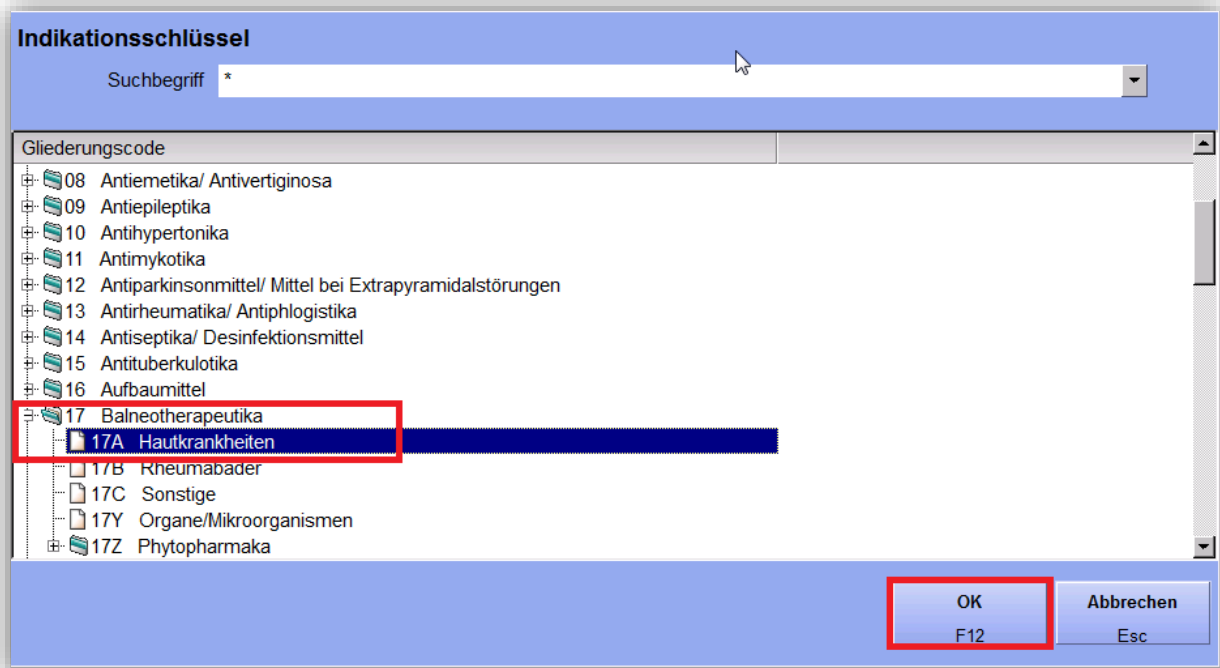 Indikationsschlüssel
Suchbegriff *
Gliederungscode
08 Antiemetika/ Antivertiginosa
09 Antiepileptika
10 Antihypertonika
11 Antimykotika
12 Antiparkinsonmittel/ Mittel bei Extrapyramidalstörungen
13 Antirheumatika/ Antiphlogistika
14 Antiseptika/ Desinfektionsmittel
15 Antituberkulotika
16 Aufbaumittel
17 Balneotherapeutika
17A Hautkrankheiten
17B Rheumabäder
17C Sonstige
17Y Organe/Mikroorganismen
17Z Phytopharmaka
OK Abbrechen
F12 Esc